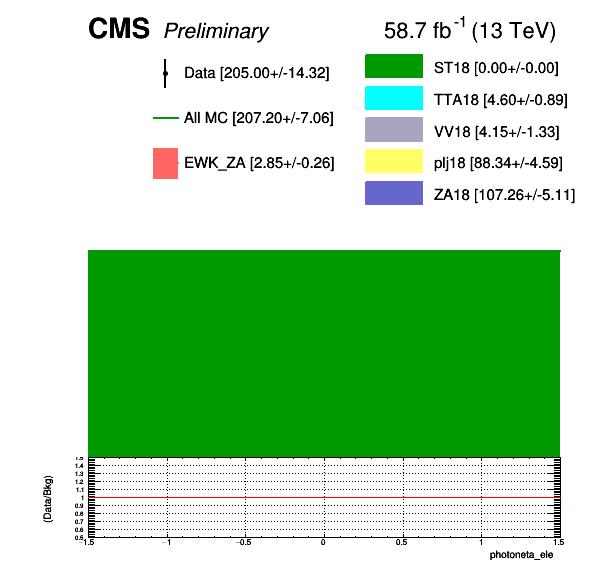 CMS Preliminary 58.7 fb-1 (13 TeV)
Data [205.00+/-14.32]
All MC [207.20+/-7.06]
EWK_ZA [2.85+/-0.26]
ST18 [0.00+/-0.00]
TTA18 [4.60+/-0.89]
VV18 [4.15+/-1.33]
plj18 [88.34+/-4.59]
ZA18 [107.26+/-5.11]
(Data/Bkg)
1.5
1.4
1.3
1.2
1.1
1
0.9
0.8
0.7
0.6
0.5
-1.5 -1 -0.5 0 0.5 1 1.5
photoneta_ele